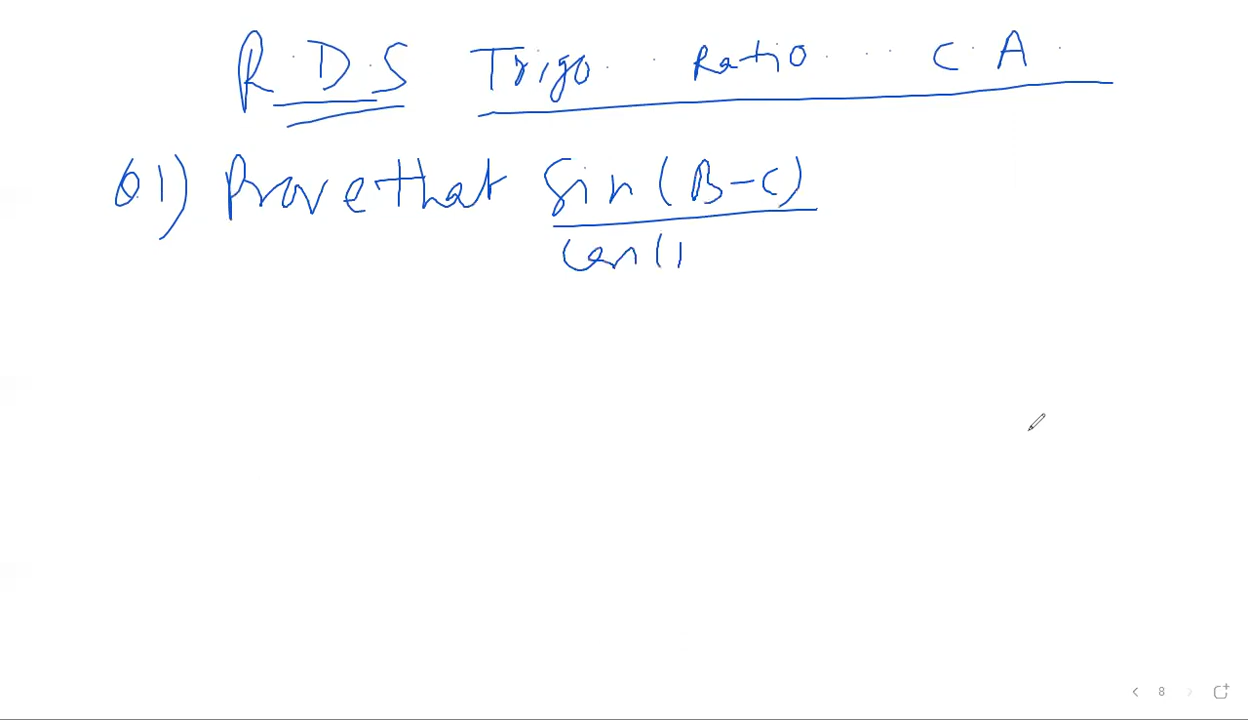 R.D.S Trigo.. Ratio... C.A.
Q1) Prove that sin(B-C)
Cos(
8